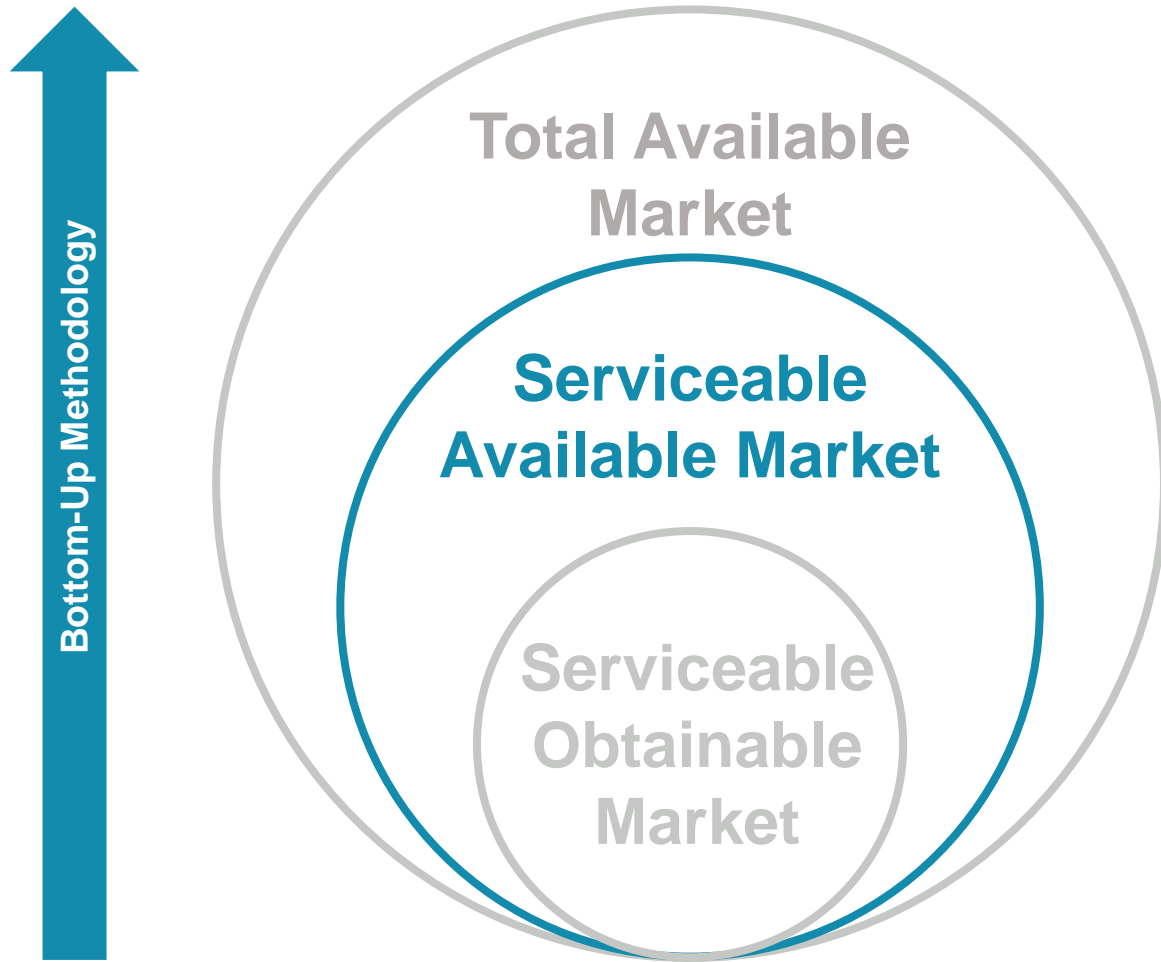 Bottom-Up Methodology
Total Available
Market
Serviceable
Available Market
Serviceable
Obtainable
Market